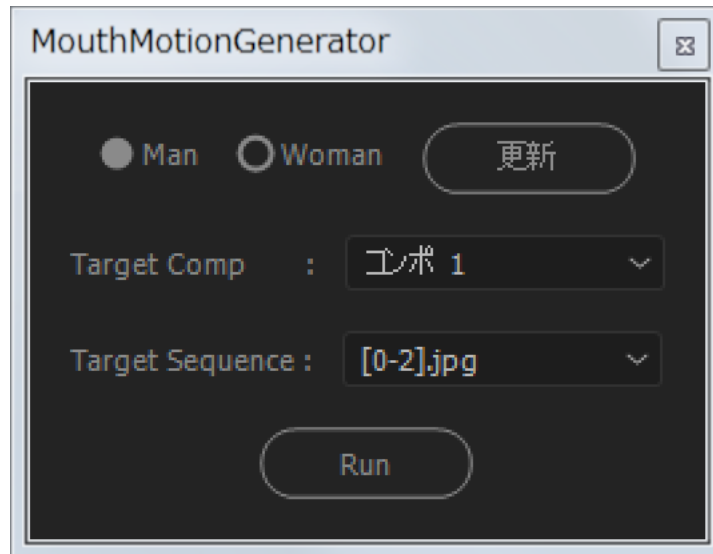 MouthMotionGenerator
Man Woman 更新
Target Comp : コンポ 1
Target Sequence : [0-2].jpg
Run